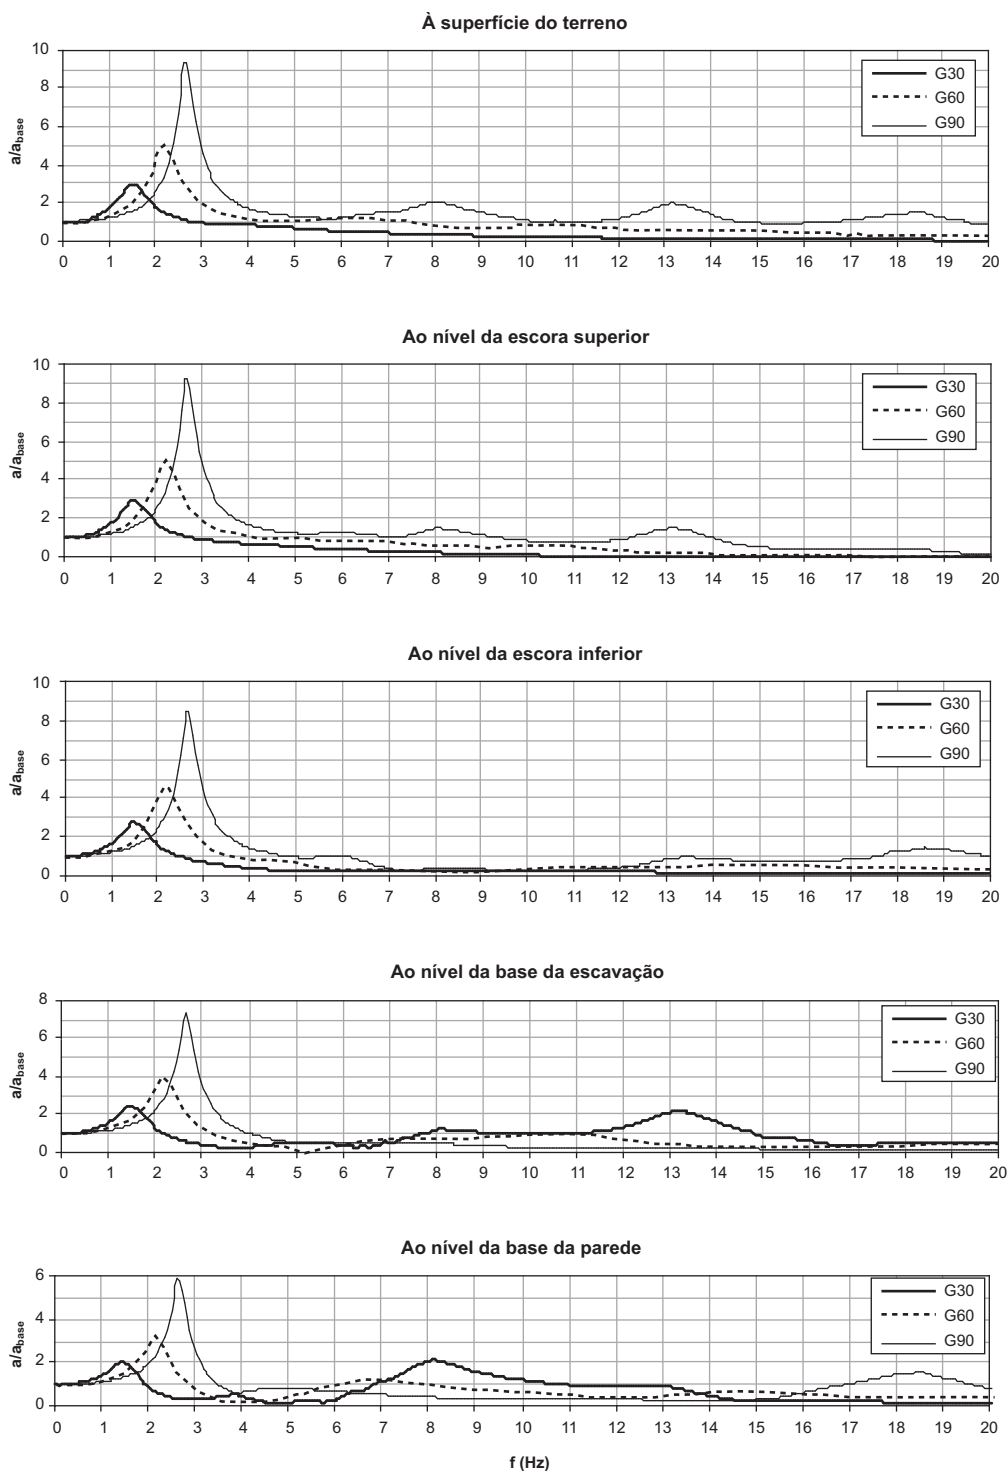 À superfície do terreno
10
8
6
4
2
0
a/abase
G30
G60
G90
0 1 2 3 4 5 6 7 8 9 10 11 12 13 14 15 16 17 18 19 20
Ao nível da escora superior
10
8
6
4
2
0
a/abase
G30
G60
G90
0 1 2 3 4 5 6 7 8 9 10 11 12 13 14 15 16 17 18 19 20
Ao nível da escora inferior
10
8
6
4
2
0
a/abase
G30
G60
G90
0 1 2 3 4 5 6 7 8 9 10 11 12 13 14 15 16 17 18 19 20
Ao nível da base da escavação
8
6
4
2
0
a/abase
G30
G60
G90
0 1 2 3 4 5 6 7 8 9 10 11 12 13 14 15 16 17 18 19 20
Ao nível da base da parede
6
4
2
0
a/abase
G30
G60
G90
0 1 2 3 4 5 6 7 8 9 10 11 12 13 14 15 16 17 18 19 20
f (Hz)